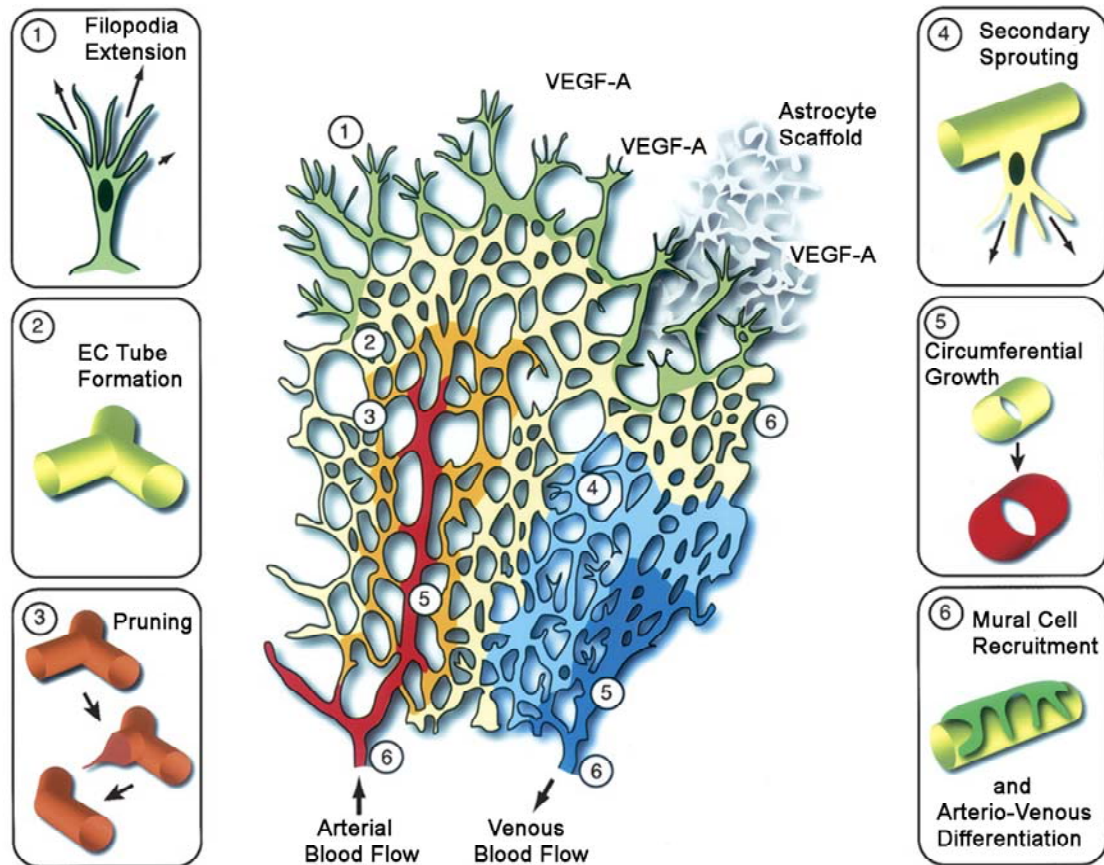 1
Filopodia
Extension
2
EC Tube
Formation
3
Pruning
VEGF-A
VEGF-A
Astrocyte
Scaffold
VEGF-A
1
2
3
4
5
5
6
6
6
Arterial
Blood Flow
Venous
Blood Flow
4
Secondary
Sprouting
5
Circumferential
Growth
6
Mural Cell
Recruitment
and
Arterio-Venous
Differentiation